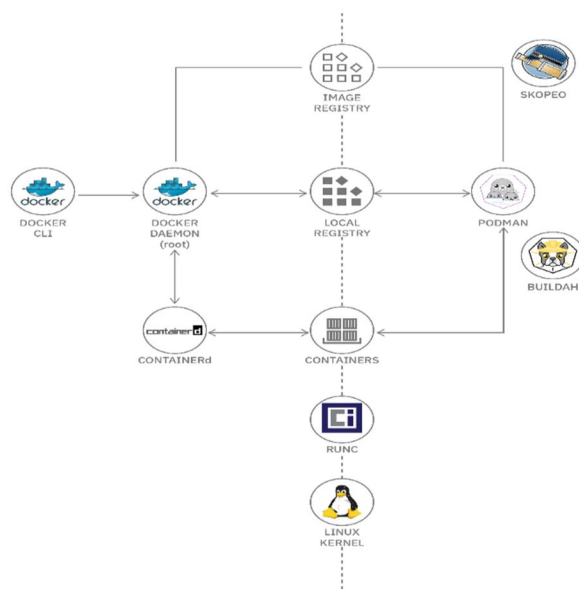 IMAGE
REGISTRY
SKOPEO
docker
docker
DOCKER
CLI
DOCKER
DAEMON
(root)
LOCAL
REGISTRY
PODMAN
BUILDAH
containerd
CONTAINERd
CONTAINERS
Ci
RUNC
LINUX
KERNEL